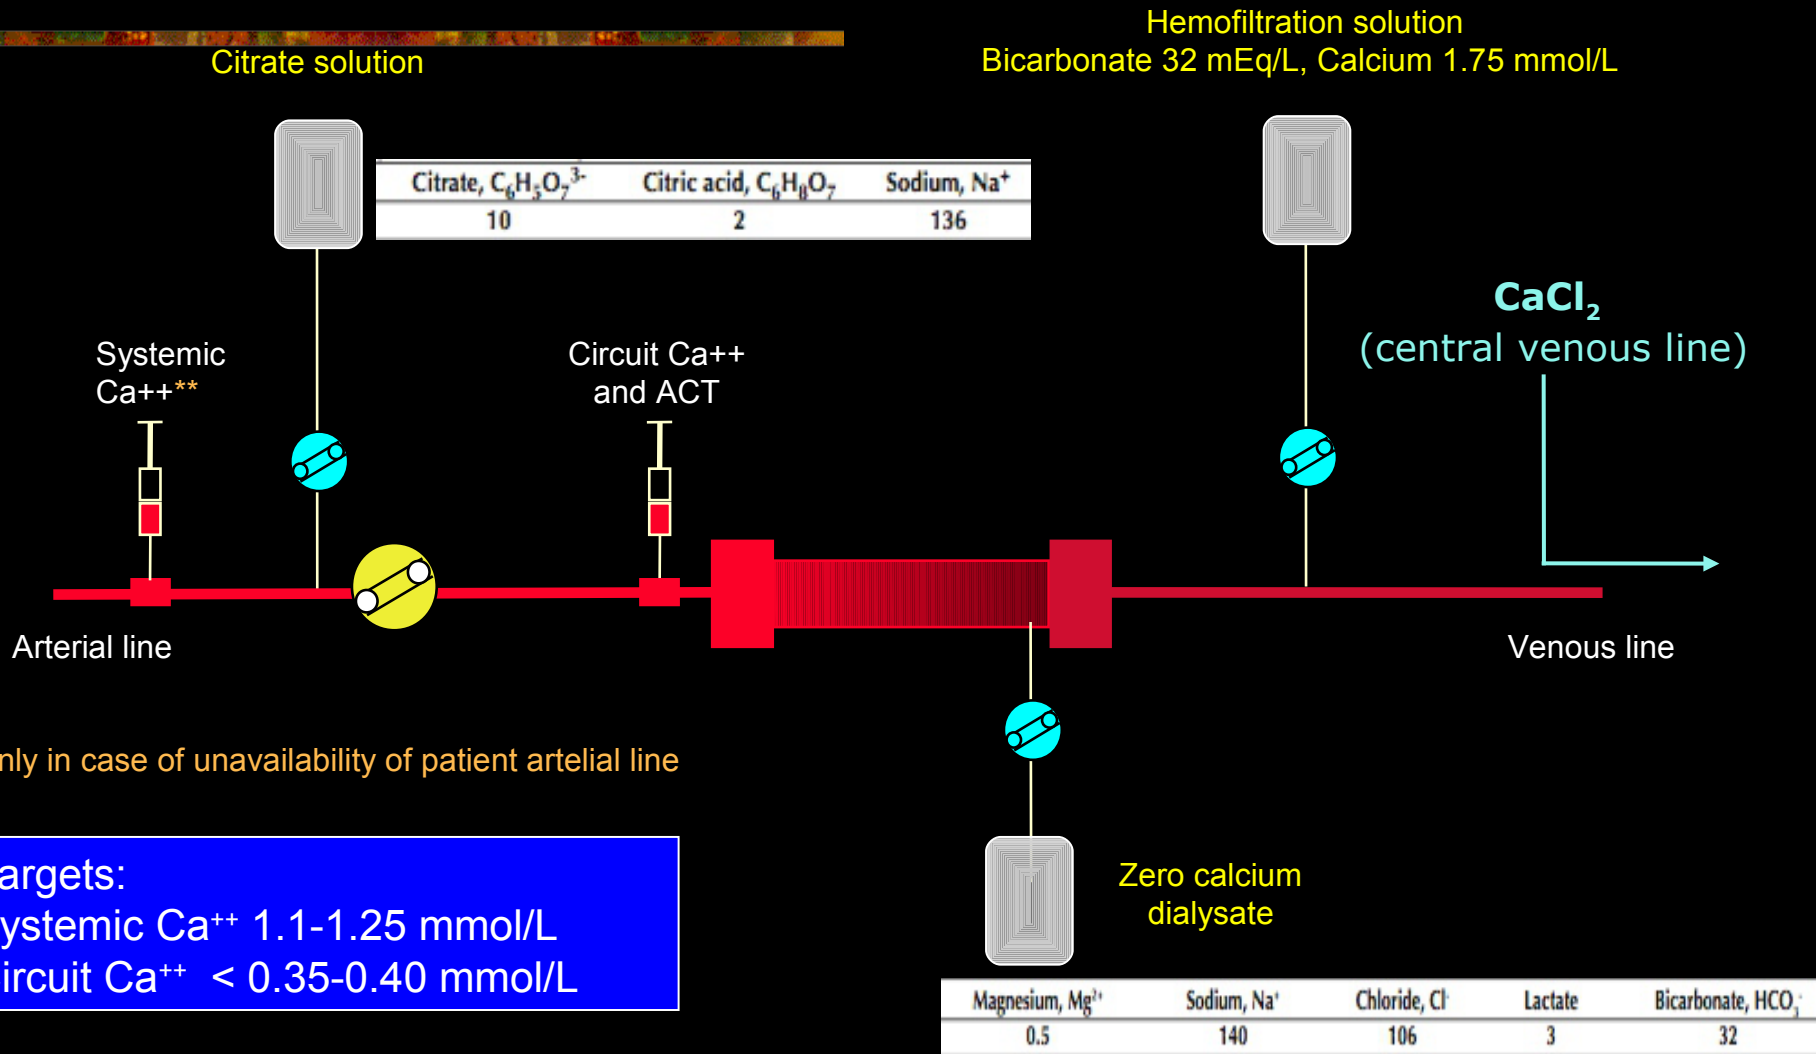 Hemofiltration solution
Bicarbonate 32 mEq/L, Calcium 1.75 mmol/L
Citrate solution
Citrate, C₆H₅O₇³⁻ Citric acid, C₆H₈O₇ Sodium, Na⁺
10 2 136
CaCl₂
(central venous line)
Systemic
Ca++**
Circuit Ca++
and ACT
Arterial line
Venous line
nly in case of unavailability of patient artelial line
argets:
ystemic Ca⁺⁺ 1.1-1.25 mmol/L
ircuit Ca⁺⁺ < 0.35-0.40 mmol/L
Zero calcium
dialysate
Magnesium, Mg²⁺ Sodium, Na⁺ Chloride, Cl⁻ Lactate Bicarbonate, HCO₃⁻
0.5 140 106 3 32